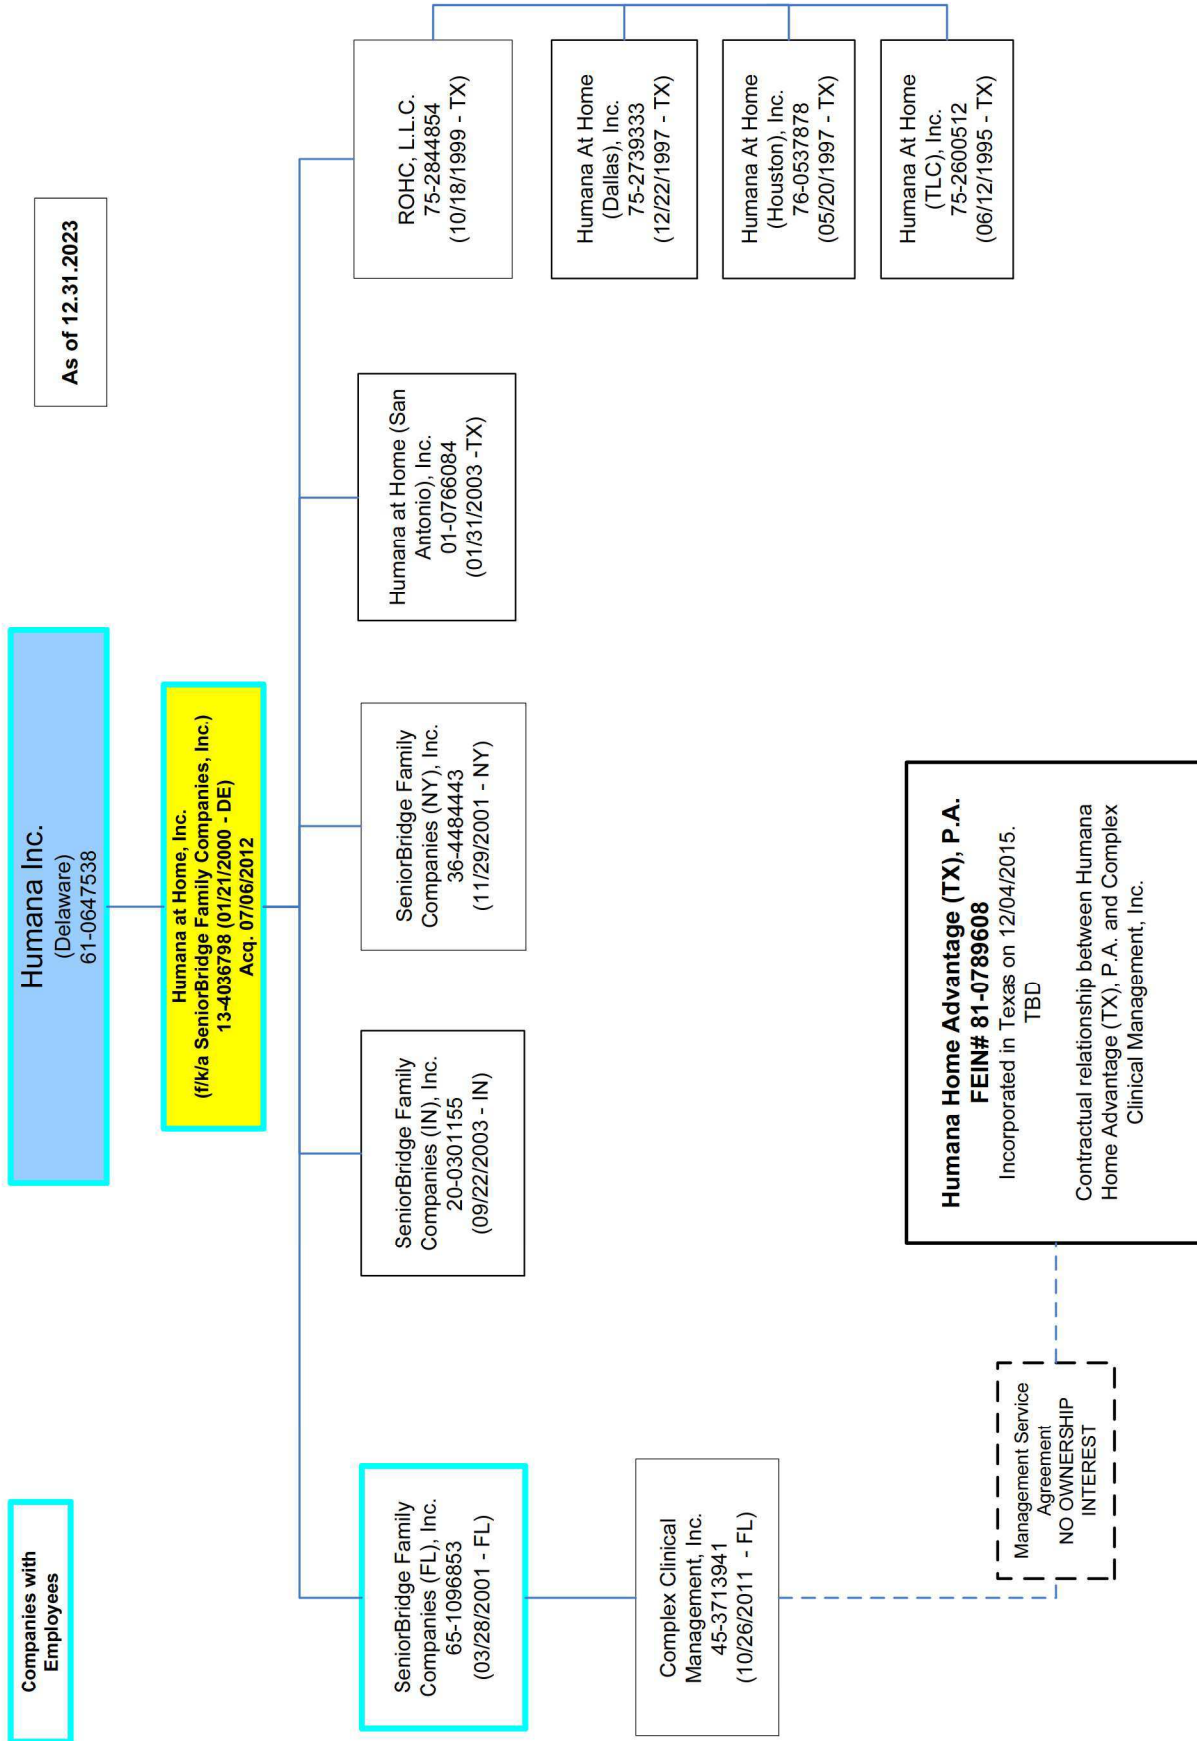 Companies with
Employees
Humana Inc.
(Delaware)
61-0647538
As of 12.31.2023
Humana at Home, Inc.
(f/k/a SeniorBridge Family Companies, Inc.)
13-4036798 (01/21/2000 - DE)
Acq. 07/06/2012
SeniorBridge Family
Companies (FL), Inc.
65-1096853
(03/28/2001 - FL)
SeniorBridge Family
Companies (IN), Inc.
20-0301155
(09/22/2003 - IN)
SeniorBridge Family
Companies (NY), Inc.
36-4484443
(11/29/2001 - NY)
Humana at Home (San
Antonio), Inc.
01-0766084
(01/31/2003 -TX)
ROHC, L.L.C.
75-2844854
(10/18/1999 - TX)
Humana At Home
(Dallas), Inc.
75-2739333
(12/22/1997 - TX)
Complex Clinical
Management, Inc.
45-3713941
(10/26/2011 - FL)
Humana At Home
(Houston), Inc.
76-0537878
(05/20/1997 - TX)
Humana At Home
(TLC), Inc.
75-2600512
(06/12/1995 - TX)
Management Service
Agreement
NO OWNERSHIP
INTEREST
Humana Home Advantage (TX), P.A.
FEIN# 81-0789608
Incorporated in Texas on 12/04/2015.
TBD
Contractual relationship between Humana
Home Advantage (TX), P.A. and Complex
Clinical Management, Inc.